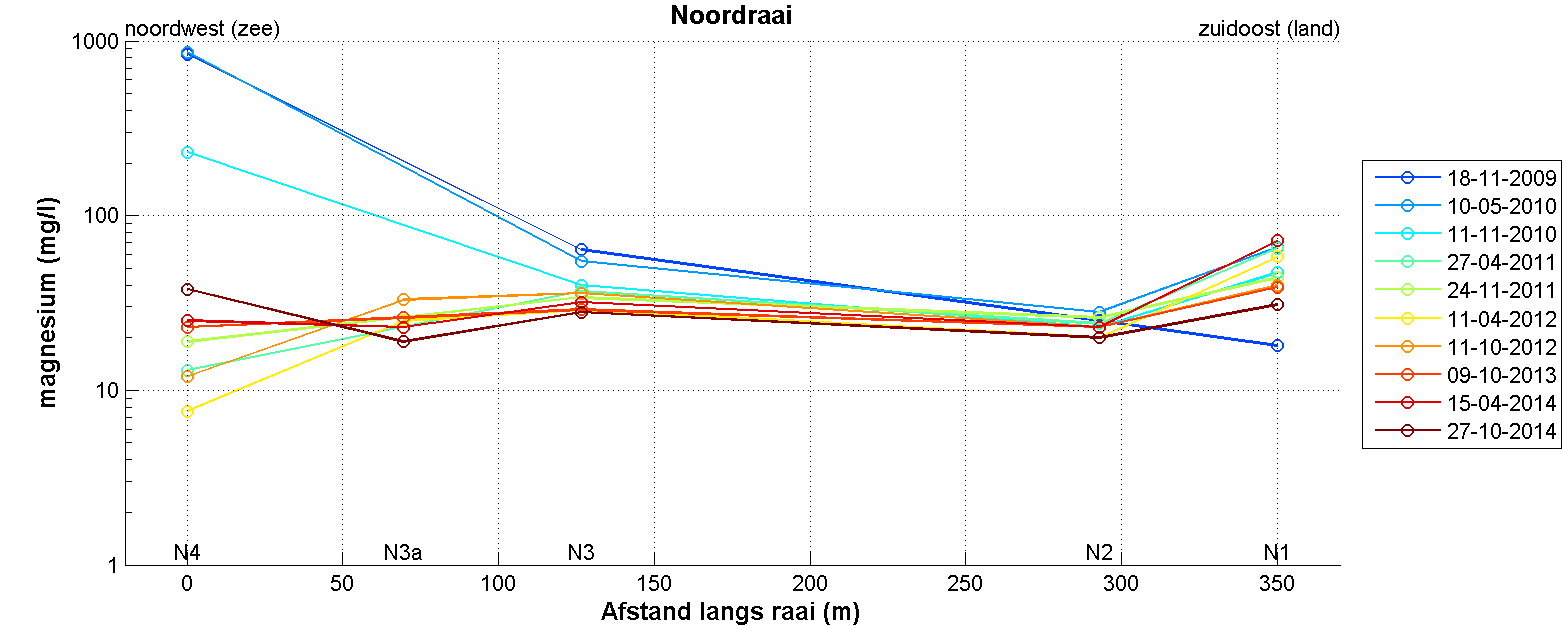 Noordraai
noordwest (zee)
zuidoost (land)
1000
100
10
1
magnesium (mg/l)
N4
N3a
N3
N2
N1
0
50
100
150
200
250
300
350
Afstand langs raai (m)
18-11-2009
10-05-2010
11-11-2010
27-04-2011
24-11-2011
11-04-2012
11-10-2012
09-10-2013
15-04-2014
27-10-2014